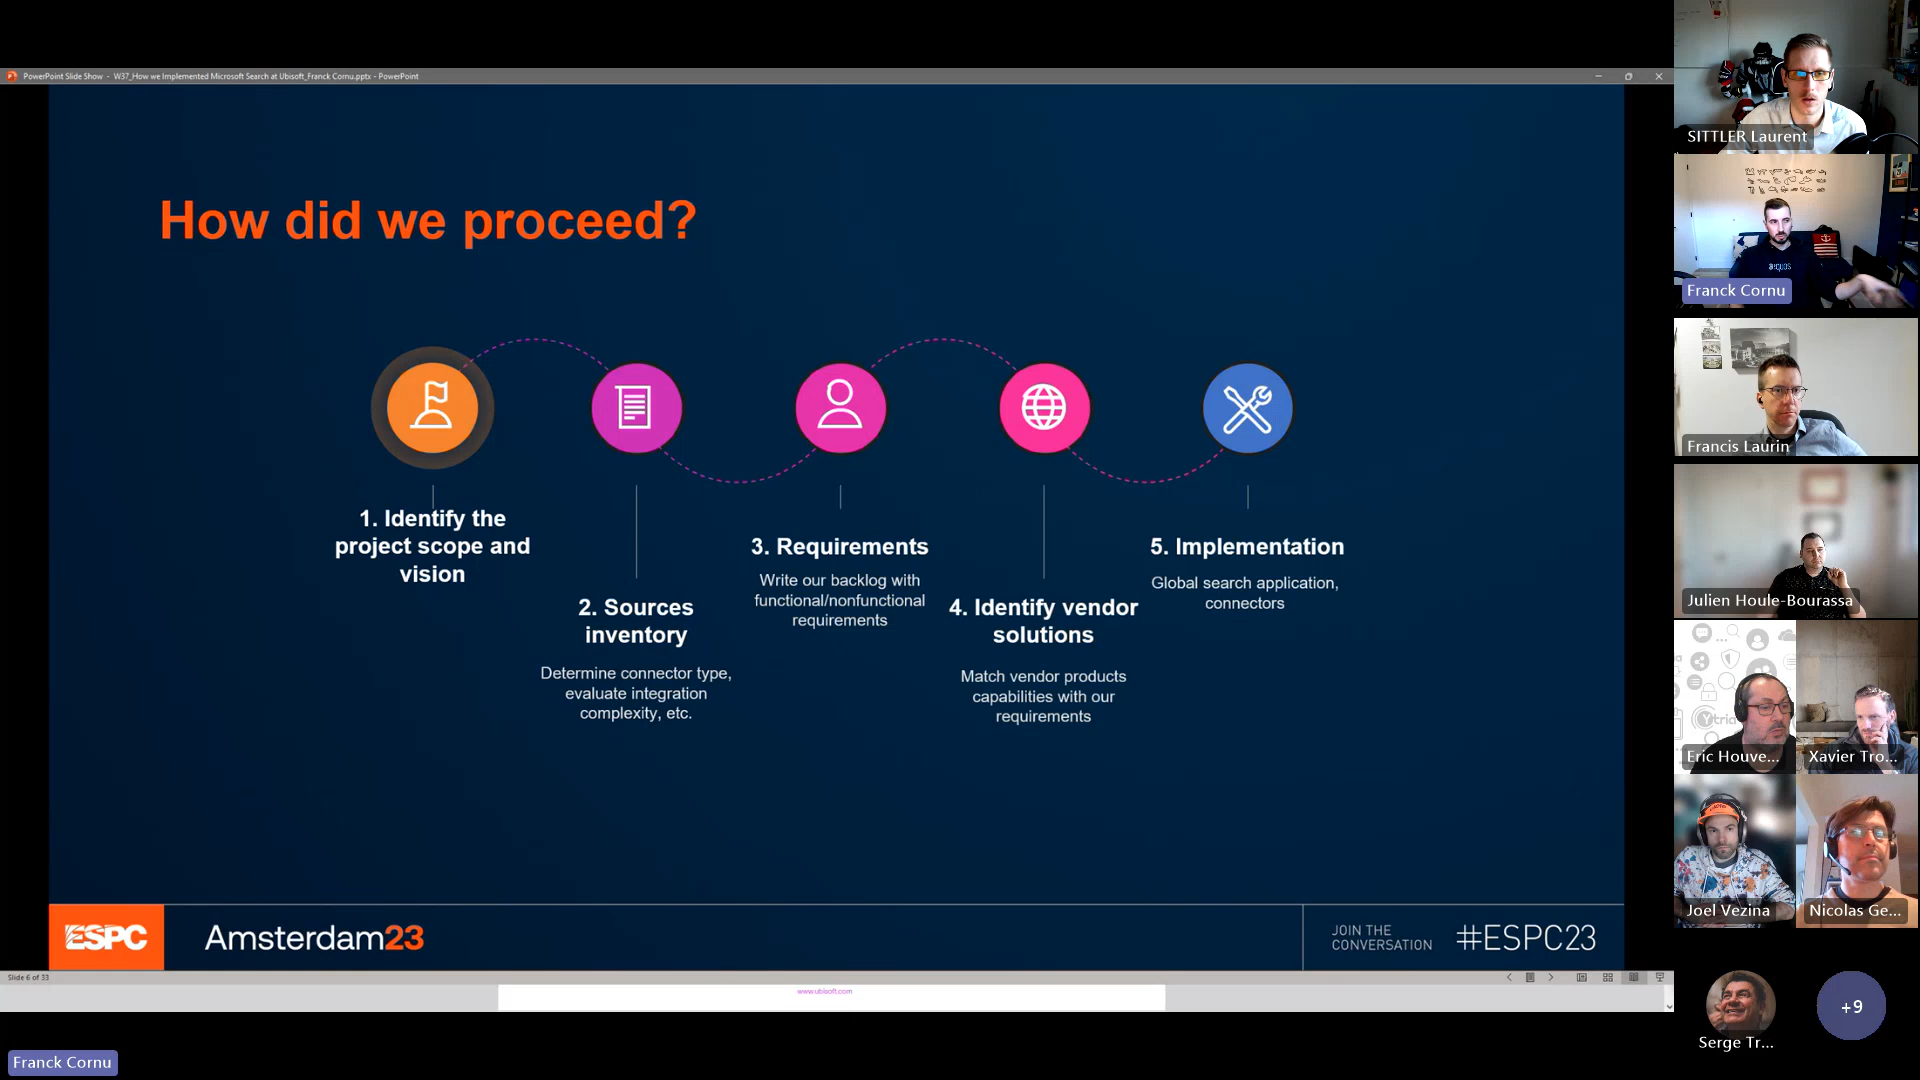 PowerPoint Slide Show - W37_How we Implemented Microsoft Search at Ubisoft_Franck Cornu.pptx - PowerPoint
How did we proceed?
1. Identify the
project scope and
vision
2. Sources
inventory
Determine connector type,
evaluate integration
complexity, etc.
3. Requirements
Write our backlog with
functional/nonfunctional
requirements
4. Identify vendor
solutions
Match vendor products
capabilities with our
requirements
5. Implementation
Global search application,
connectors
ESPC
Amsterdam23
JOIN THE
CONVERSATION
#ESPC23
Slide 6 of 33
www.ubisoft.com
Franck Cornu
SITTLER Laurent
aequos
Franck Cornu
Francis Laurin
Julien Houle-Bourassa
Ytria
Eric Houve...
Xavier Tro...
Joel Vezina
Nicolas Ge...
Serge Tr...
+9